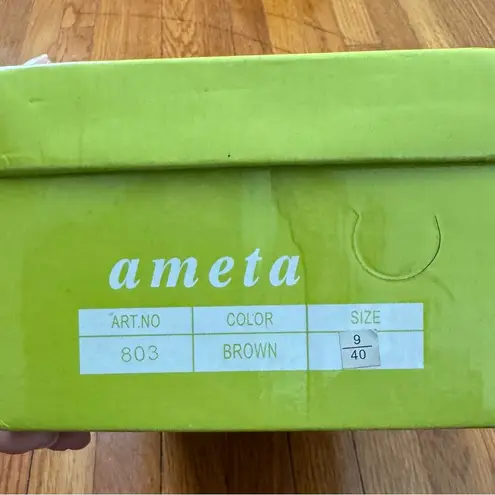 ameta
ART.NO COLOR SIZE
803 BROWN 9/40